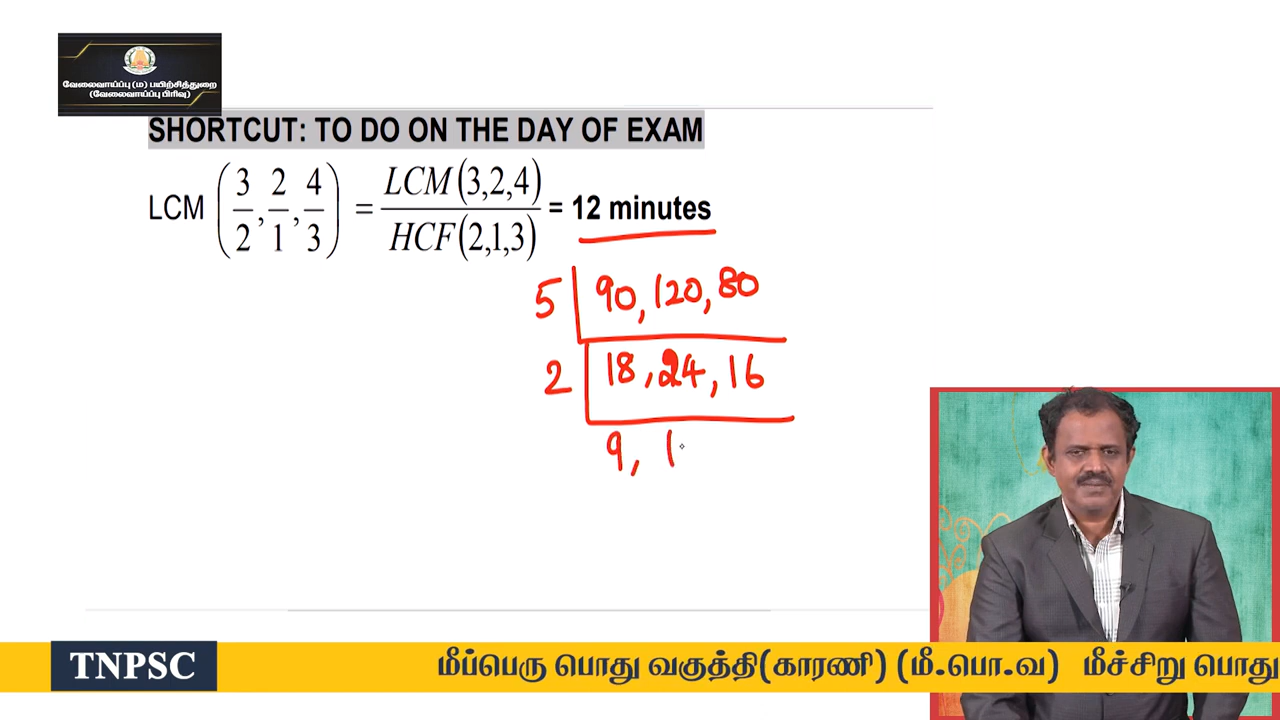 வேலைவாய்ப்பு (ம) பயிற்சித்துறை
(வேலைவாய்ப்பு பிரிவு)
SHORTCUT: TO DO ON THE DAY OF EXAM
LCM (3/2, 2/1, 4/3) = LCM(3,2,4)/HCF(2,1,3) = 12 minutes
5 | 90, 120, 80
2 | 18, 24, 16
9, 1
TNPSC
மீப்பெரு பொது வகுத்தி(காரணி) (மீ.பொ.வ) மீச்சிறு பொது